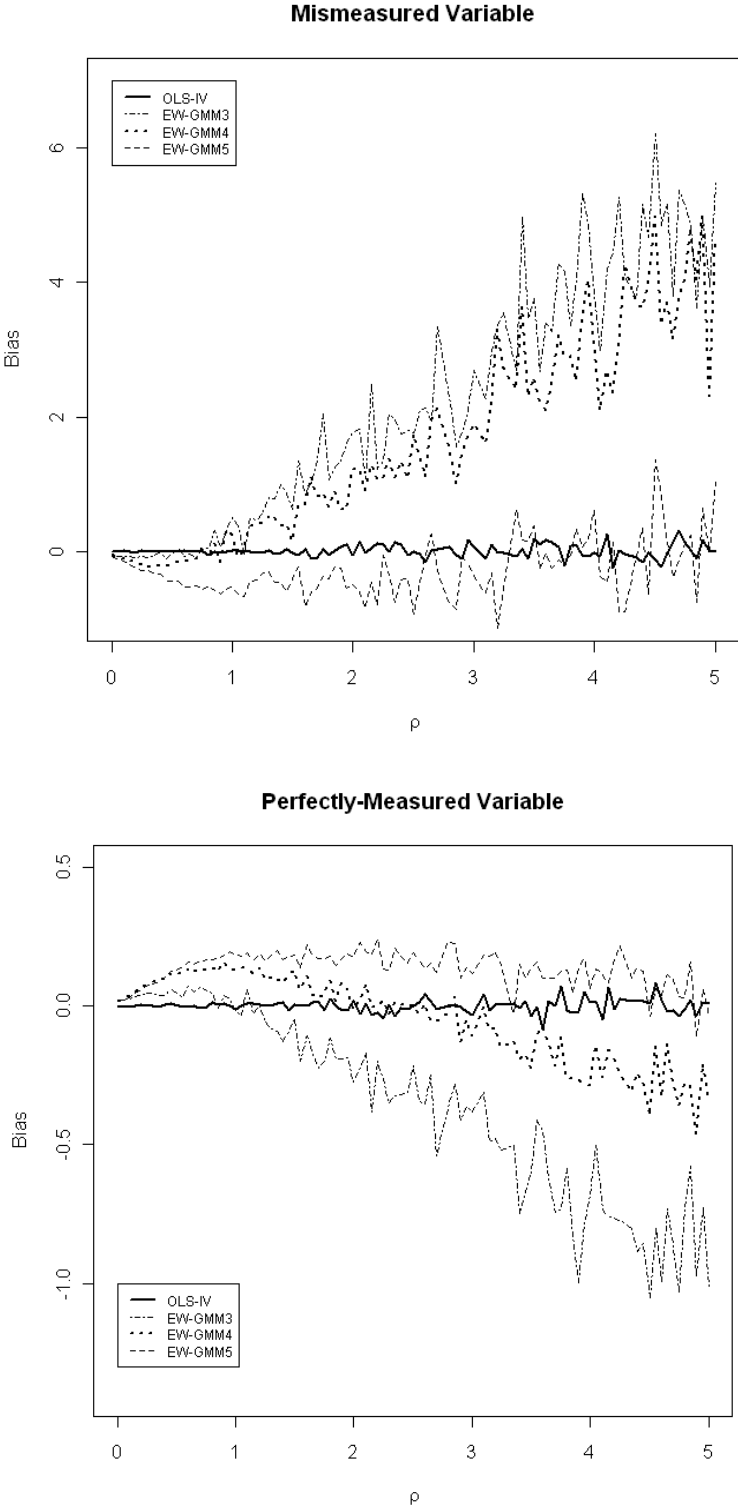 Mismeasured Variable
OLS-IV
EW-GMM3
EW-GMM4
EW-GMM5
Bias
6
4
2
0
0 1 2 3 4 5
ρ
Perfectly-Measured Variable
Bias
0.5
0.0
-0.5
-1.0
OLS-IV
EW-GMM3
EW-GMM4
EW-GMM5
0 1 2 3 4 5
ρ